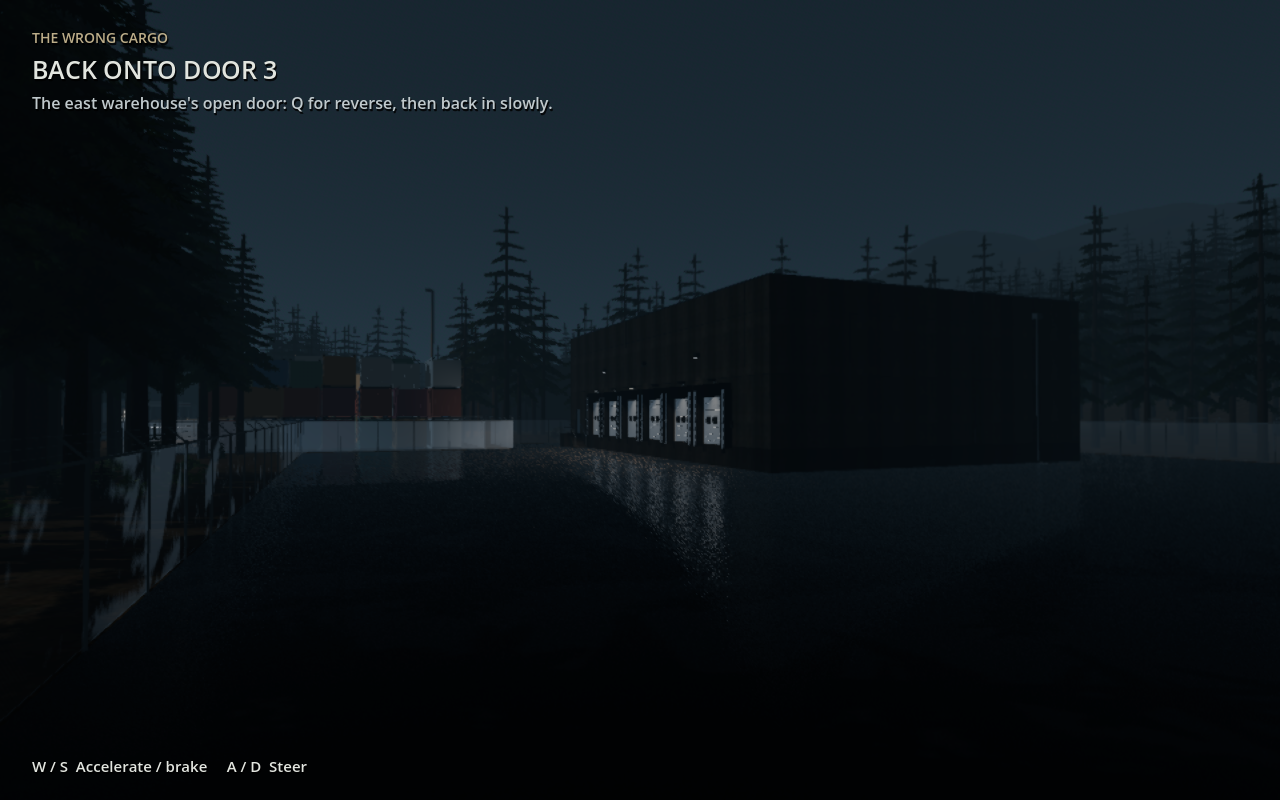 THE WRONG CARGO
BACK ONTO DOOR 3
The east warehouse's open door: Q for reverse, then back in slowly.
W / S Accelerate / brake A / D Steer